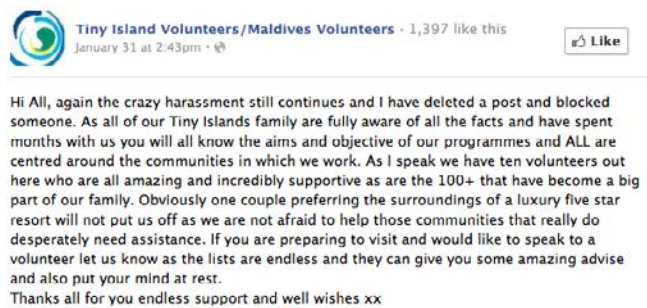 Tiny Island Volunteers/Maldives Volunteers · 1,397 like this
January 31 at 2:43pm ·
Like
Hi All, again the crazy harassment still continues and I have deleted a post and blocked
someone. As all of our Tiny Islands family are fully aware of all the facts and have spent
months with us you will all know the aims and objective of our programmes and ALL are
centred around the communities in which we work. As I speak we have ten volunteers out
here who are all amazing and incredibly supportive as are the 100+ that have become a big
part of our family. Obviously one couple preferring the surroundings of a luxury five star
resort will not put us off as we are not afraid to help those communities that really do
desperately need assistance. If you are preparing to visit and would like to speak to a
volunteer let us know as the lists are endless and they can give you some amazing advise
and also put your mind at rest.
Thanks all for you endless support and well wishes xx